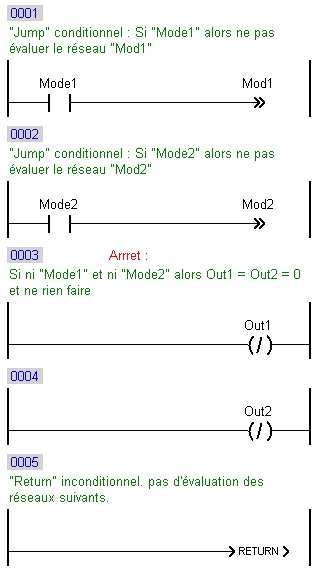 0001
"Jump" conditionnel : Si "Mode1" alors ne pas
évaluer le réseau "Mod1"
Mode1 Mod1
0002
"Jump" conditionnel : Si "Mode2" alors ne pas
évaluer le réseau "Mod2"
Mode2 Mod2
0003 Arrret :
Si ni "Mode1" et ni "Mode2" alors Out1 = Out2 = 0
et ne rien faire
Out1
(/)
0004
Out2
(/)
0005
"Return" inconditionnel. pas d'évaluation des
réseaux suivants.
RETURN